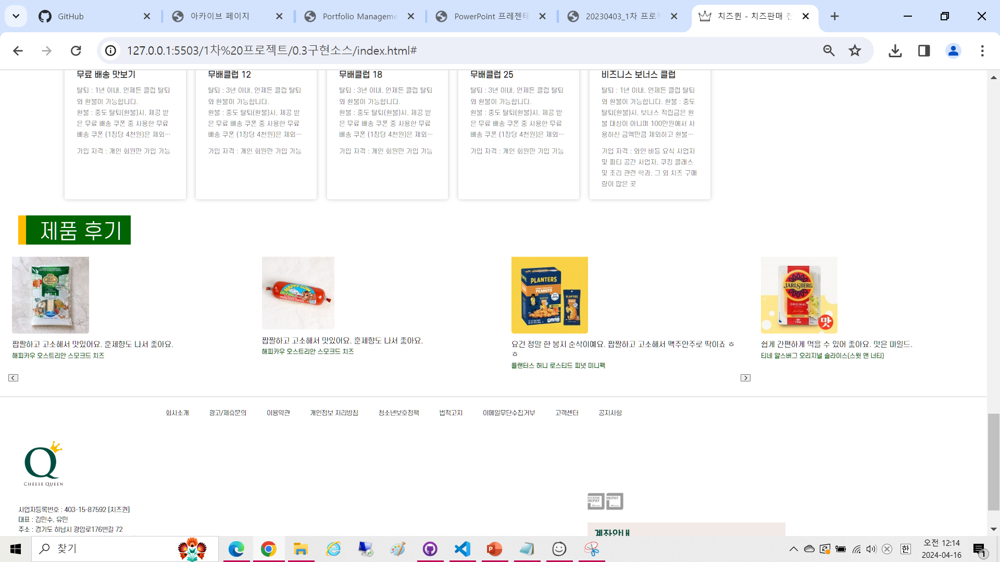 GitHub
아카이브 페이지
Portfolio Manageme
PowerPoint 프레젠테
20230403_1차 프로젝
치즈퀸 - 치즈판매 전
127.0.0.1:5503/1차%20프로젝트/0.3구현소스/index.html#
무료 배송 맛보기
탈퇴 : 1년 이내, 언제든 클럽 탈퇴
와 환불이 가능합니다.
환불 : 중도 탈퇴(환불)시, 제공 받
은 무료 배송 쿠폰 중 사용한 무료
배송 쿠폰 (1장당 4천원)은 제외…
가입 자격 : 개인 회원만 가입 가능
무배클럽 12
탈퇴 : 3년 이내, 언제든 클럽 탈퇴
와 환불이 가능합니다.
환불 : 중도 탈퇴(환불)시, 제공 받
은 무료 배송 쿠폰 중 사용한 무료
배송 쿠폰 (1장당 4천원)은 제외…
가입 자격 : 개인 회원만 가입 가능
무배클럽 18
탈퇴 : 3년 이내, 언제든 클럽 탈퇴
와 환불이 가능합니다.
환불 : 중도 탈퇴(환불)시, 제공 받
은 무료 배송 쿠폰 중 사용한 무료
배송 쿠폰 (1장당 4천원)은 제외…
가입 자격 : 개인 회원만 가입 가능
무배클럽 25
탈퇴 : 3년 이내, 언제든 클럽 탈퇴
와 환불이 가능합니다.
환불 : 중도 탈퇴(환불)시, 제공 받
은 무료 배송 쿠폰 중 사용한 무료
배송 쿠폰 (1장당 4천원)은 제외…
가입 자격 : 개인 회원만 가입 가능
비즈니스 보너스 클럽
탈퇴 : 1년 이내, 언제든 클럽 탈퇴
와 환불이 가능합니다. 환불 : 중도
탈퇴(환불)시, 보너스 적립금은 환
불 대상이 아니며 100만원에서 사
용하신 금액만큼 제외하고 환불…
가입 자격 : 와인 바등 요식 사업자
및 파티 공간 사업자, 쿠킹 클래스
및 조리 관련 학과, 그 외 치즈 구매
량이 많은 곳
제품 후기
GRAN MORAVIA
Mini
짭짤하고 고소해서 맛있어요. 훈제향도 나서 좋아요.
해피카우 오스트리안 스모크드 치즈
HAPPY COW
PROCESSED CHEESE
짭짤하고 고소해서 맛있어요. 훈제향도 나서 좋아요.
해피카우 오스트리안 스모크드 치즈
PLANTERS
PEANUTS
PLANTERS
요건 정말 한 봉지 순삭이예요. 짭짤하고 고소해서 맥주안주로 딱이죠 ㅎ
ㅎ
플랜터스 허니 로스티드 피넛 미니팩
JARLSBERG
ORIGINAL
TINE
맛
쉽게 간편하게 먹을 수 있어 좋아요. 맛은 마일드.
티네 얄스버그 오리지널 슬라이스(스윗 앤 너티)
<
>
회사소개 광고/제휴문의 이용약관 개인정보 처리방침 청소년보호정책 법적고지 이메일무단수집거부 고객센터 공지사항
Q
CHEESE QUEEN
사업자등록번호 : 403-15-87592 [치즈퀸]
대표 : 김민수, 유민
주소 : 경기도 하남시 광암로176번길 72
ESCROW
INIPAY
INIPAY
계좌안내
찾기
한
오전 12:14
2024-04-16
1